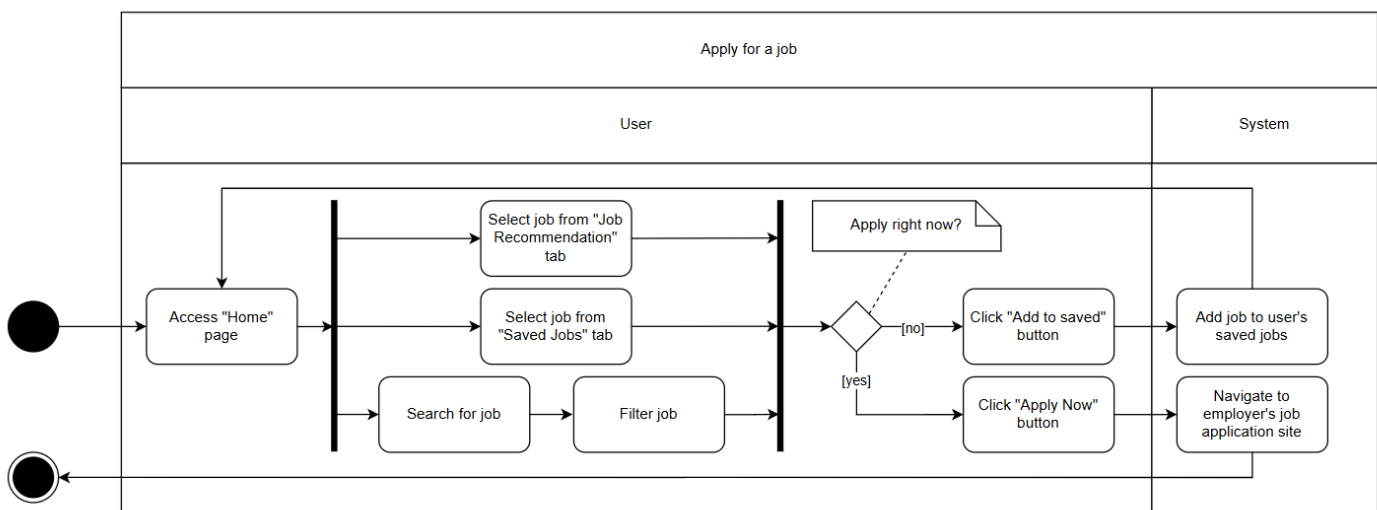 Apply for a job
User
System
Select job from "Job
Recommendation"
tab
Apply right now?
Access "Home"
page
Select job from
"Saved Jobs" tab
[no]
Click "Add to saved"
button
Add job to user's
saved jobs
[yes]
Search for job
Filter job
Click "Apply Now"
button
Navigate to
employer's job
application site